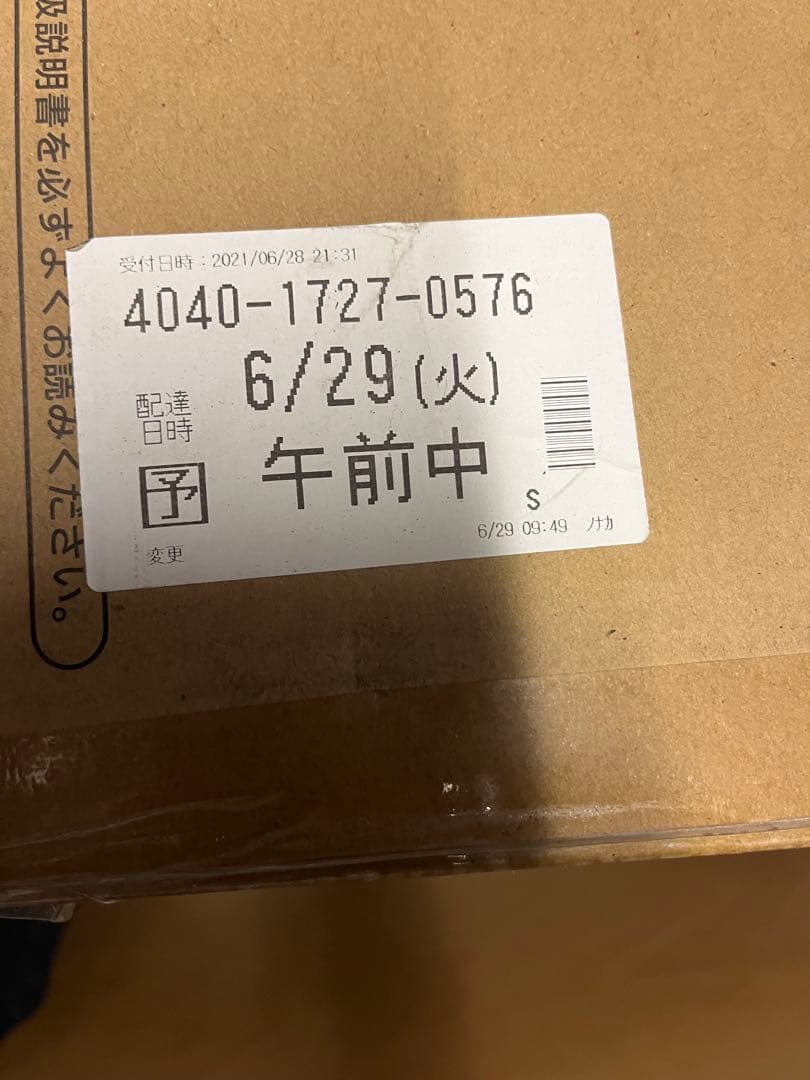 扱説明書を必ずよくお読みください。
受付日時：2021/06/28 21:31
4040-1727-0576
6/29(火)
配達
日時
午前中
予
S
6/29 09:49 ノナカ
変更